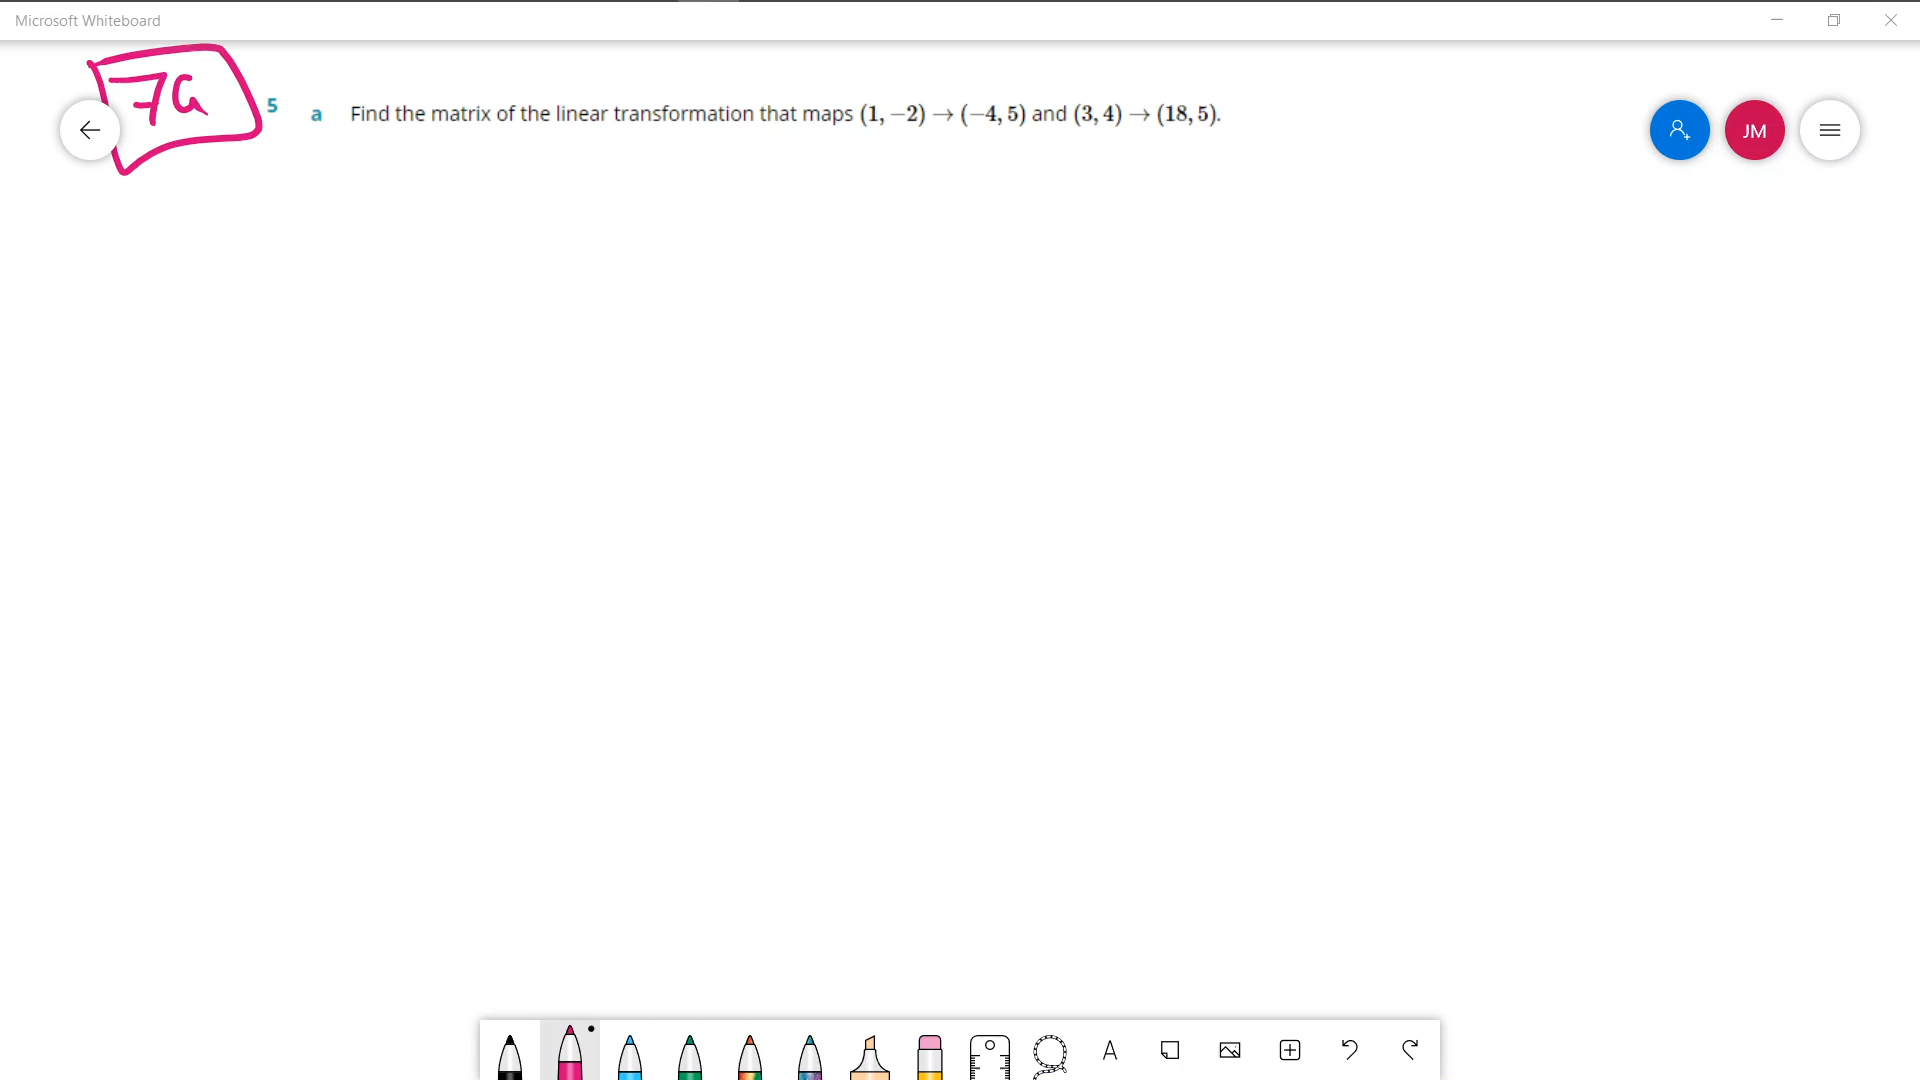 Microsoft Whiteboard
7G
5 a Find the matrix of the linear transformation that maps (1, −2) → (−4, 5) and (3, 4) → (18, 5).
JM
A